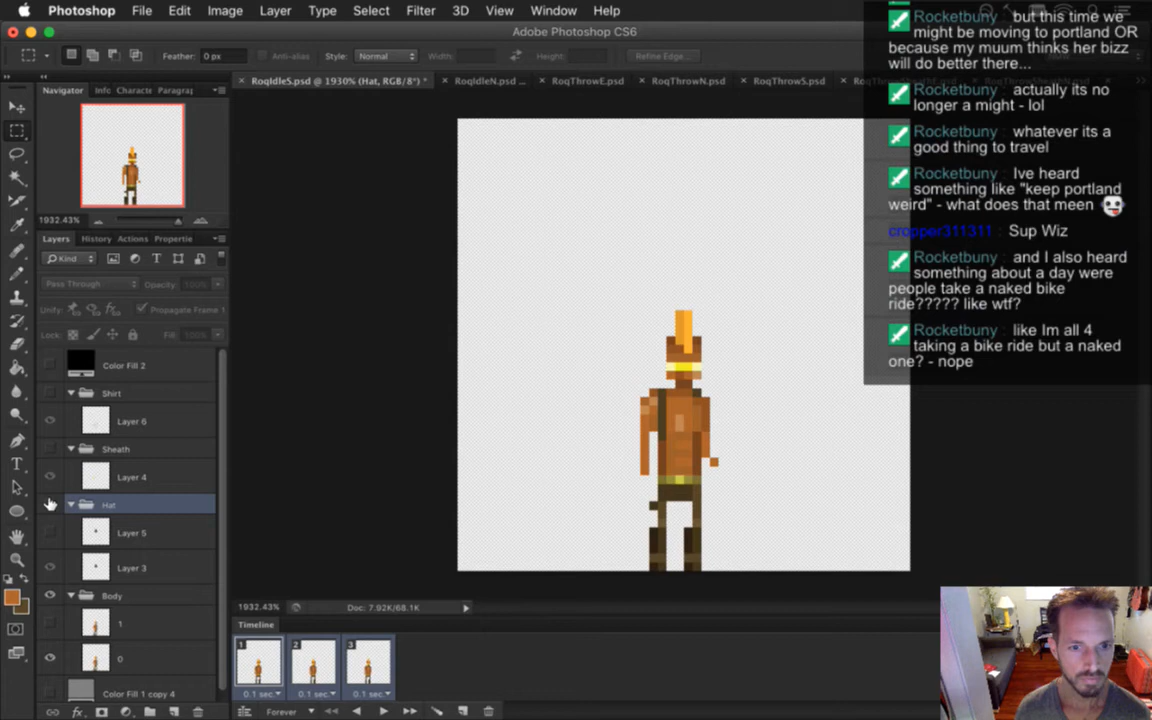 Photoshop File Edit Image Layer Type Select Filter 3D View Window Help
Adobe Photoshop CS6
Feather: 0 px Anti-alias Style: Normal Width: Height: Refine Edge...
RoqIdleS.psd @ 1930% (Hat, RGB/8*) * RoqIdleN.psd ... RoqThrowE.psd RoqThrowN.psd RoqThrowS.psd
Navigator Info Characte Paragraj
1932.43%
Layers History Actions Propertie
Kind
Pass Through Opacity: 100%
Unify: Propagate Frame 1
Lock: Fill: 100%
Color Fill 2
Shirt
Layer 6
Sheath
Layer 4
Hat
Layer 5
Layer 3
Body
1
0
Color Fill 1 copy 4
1932.43% Doc: 7.92K/68.1K
Timeline
1 2 3
0.1 sec. 0.1 sec. 0.1 sec.
Forever
Rocketbuny : but this time we
might be moving to portland OR
because my muum thinks her bizz
will do better there...
Rocketbuny : actually its no
longer a might - lol
Rocketbuny : whatever its a
good thing to travel
Rocketbuny : Ive heard
something like "keep portland
weird" - what does that meen
cropper311311 : Sup Wiz
Rocketbuny : and I also heard
something about a day were
people take a naked bike
ride????? like wtf?
Rocketbuny : like Im all 4
taking a bike ride but a naked
one? - nope